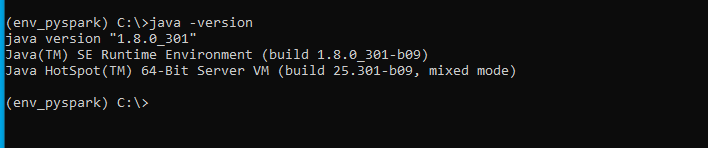 (env_pyspark) C:\>java -version
java version "1.8.0_301"
Java(TM) SE Runtime Environment (build 1.8.0_301-b09)
Java HotSpot(TM) 64-Bit Server VM (build 25.301-b09, mixed mode)
(env_pyspark) C:\>